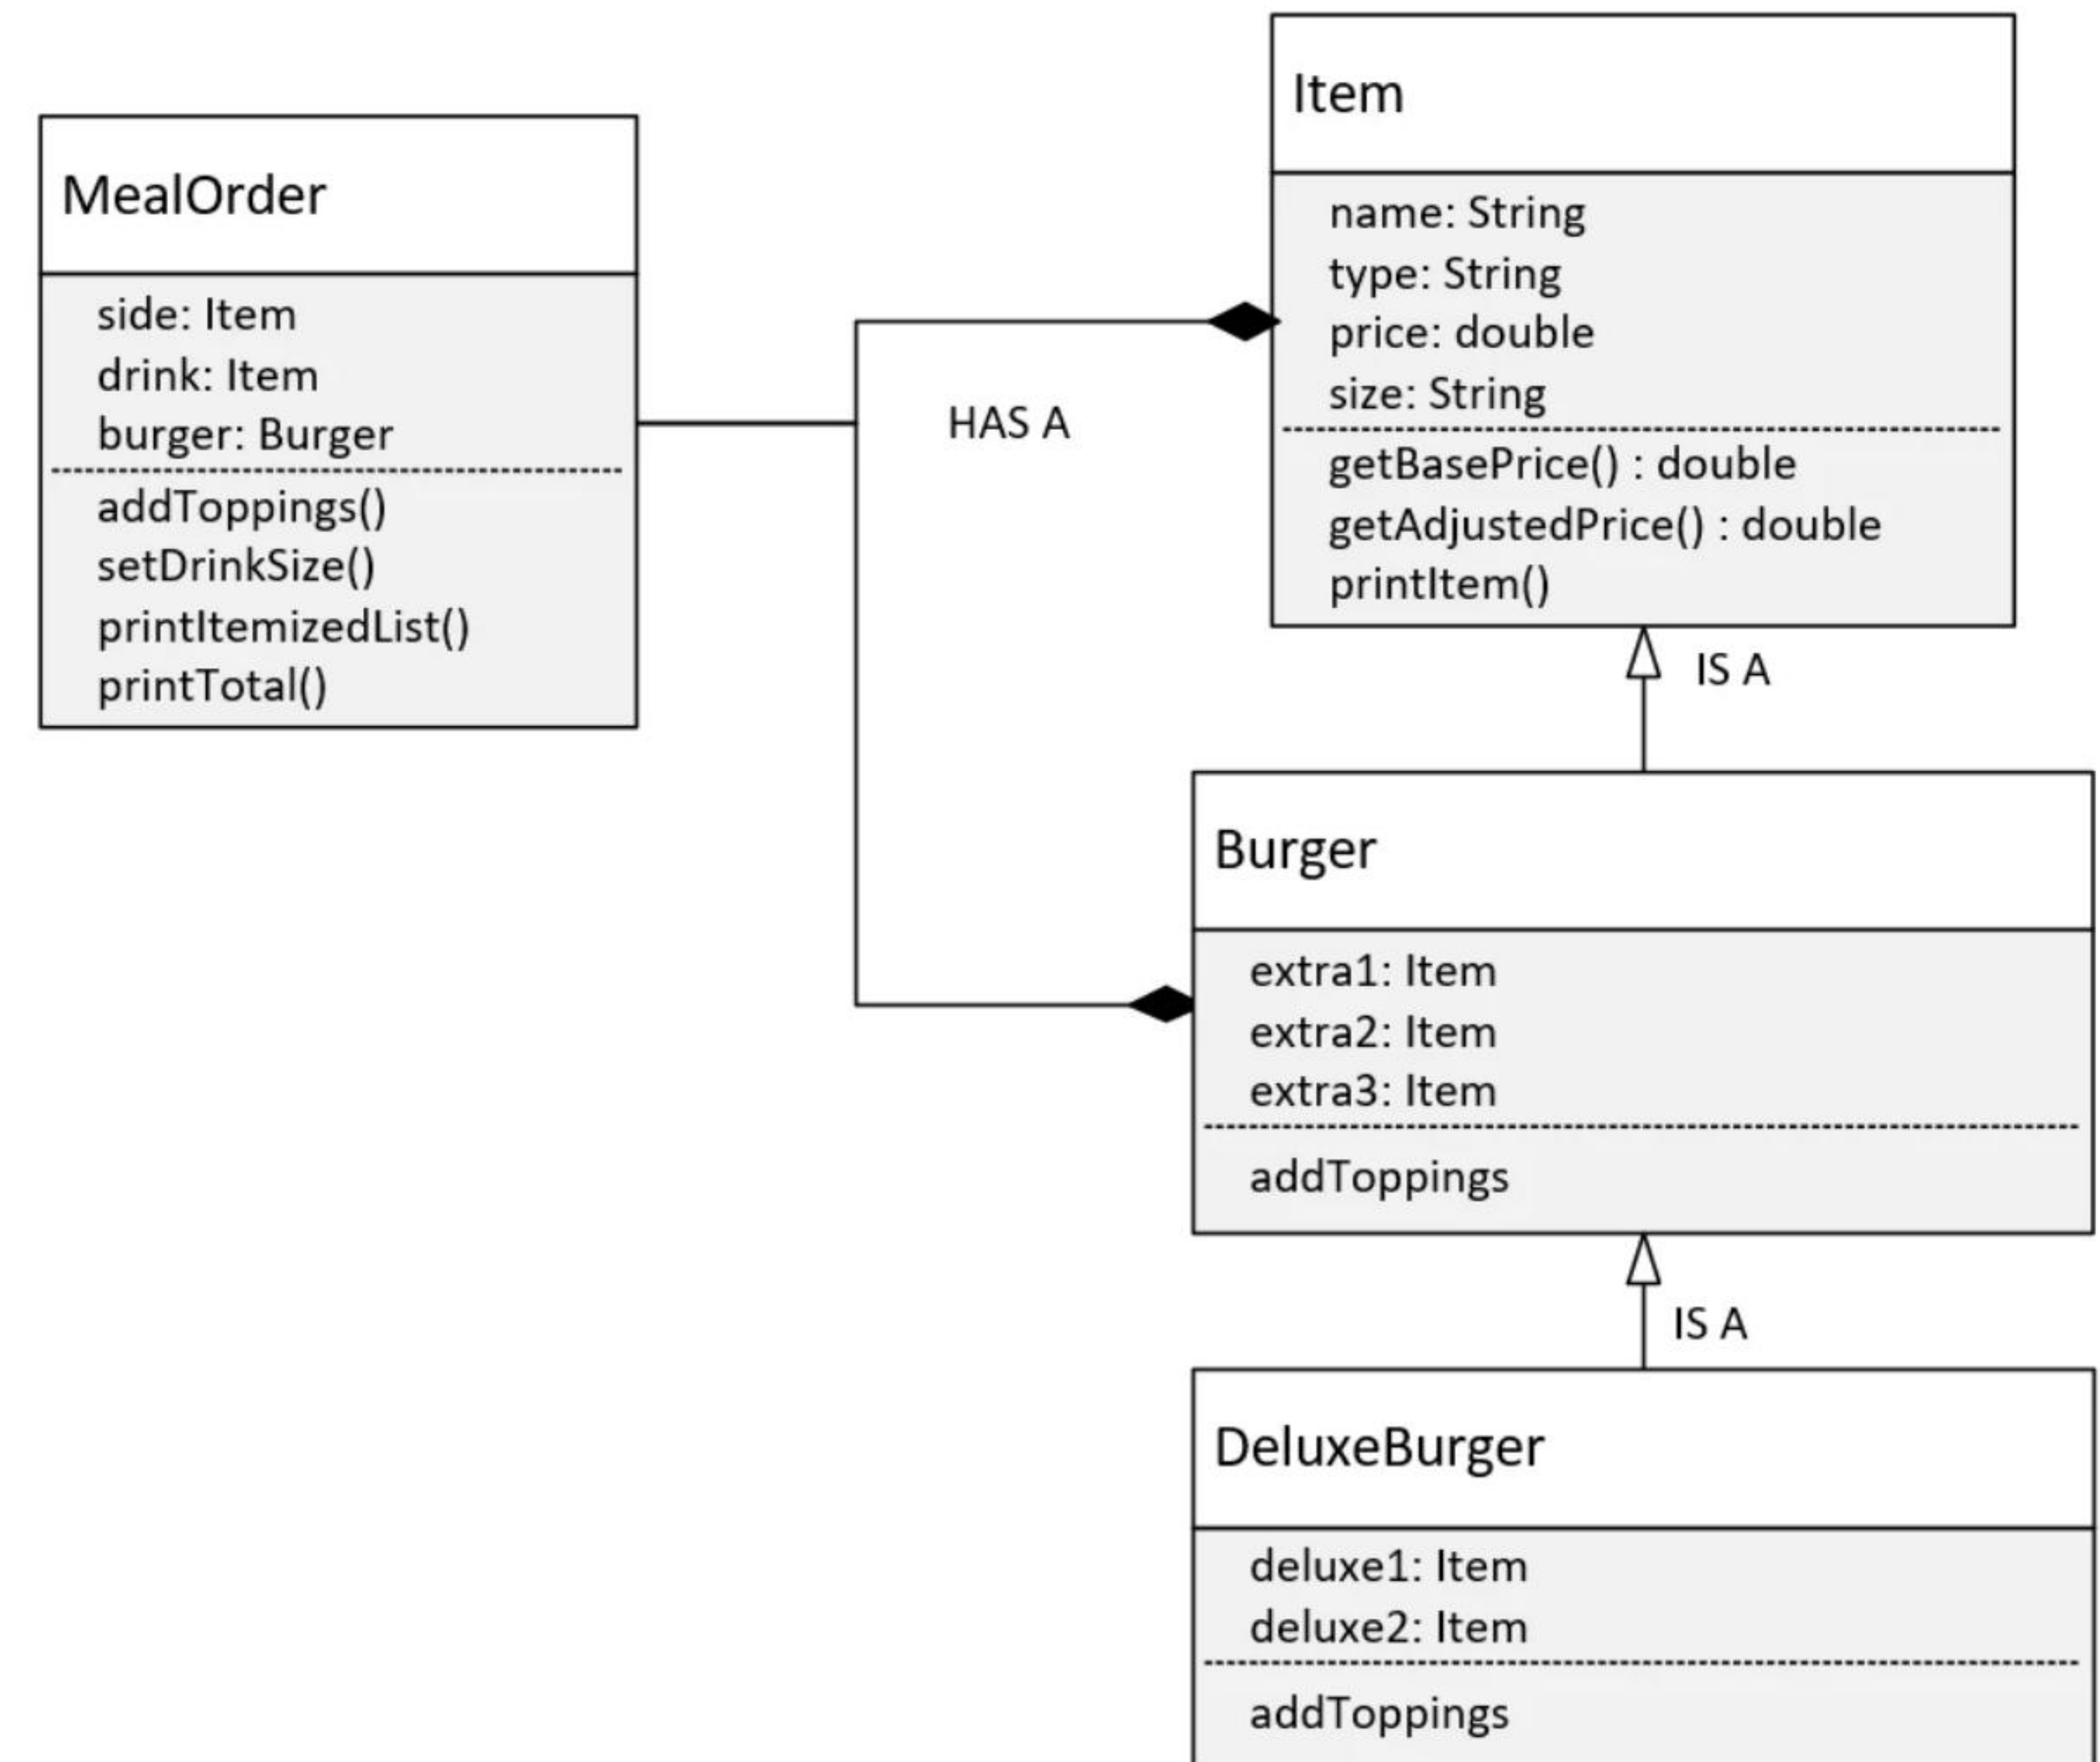 MealOrder
side: Item
drink: Item
burger: Burger
addToppings()
setDrinkSize()
printItemizedList()
printTotal()
HAS A
Item
name: String
type: String
price: double
size: String
getBasePrice() : double
getAdjustedPrice() : double
printItem()
IS A
Burger
extra1: Item
extra2: Item
extra3: Item
addToppings
IS A
DeluxeBurger
deluxe1: Item
deluxe2: Item
addToppings